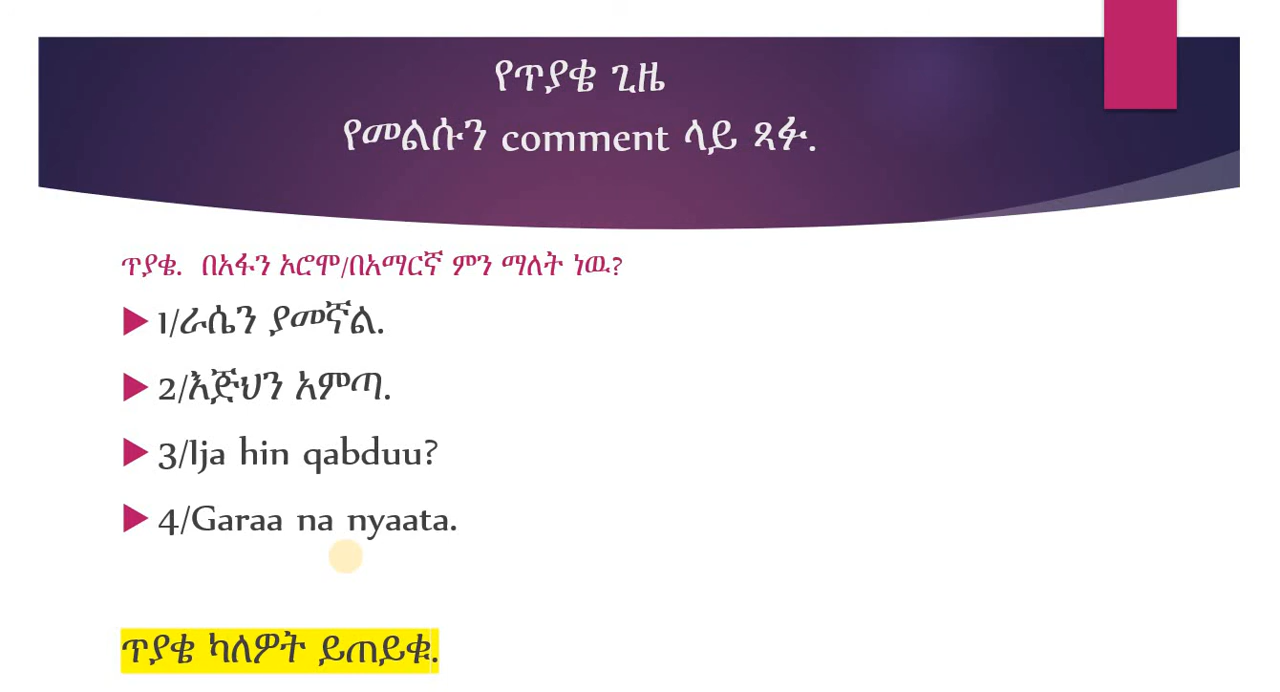 የጥያቄ ጊዜ
የመልሱን comment ላይ ጻፉ.
ጥያቄ. በአፋን ኦሮሞ/በአማርኛ ምን ማለት ነዉ?
1/ራሴን ያመኛል.
2/እጅህን አምጣ.
3/Ija hin qabduu?
4/Garaa na nyaata.
ጥያቄ ካለዎት ይጠይቁ.